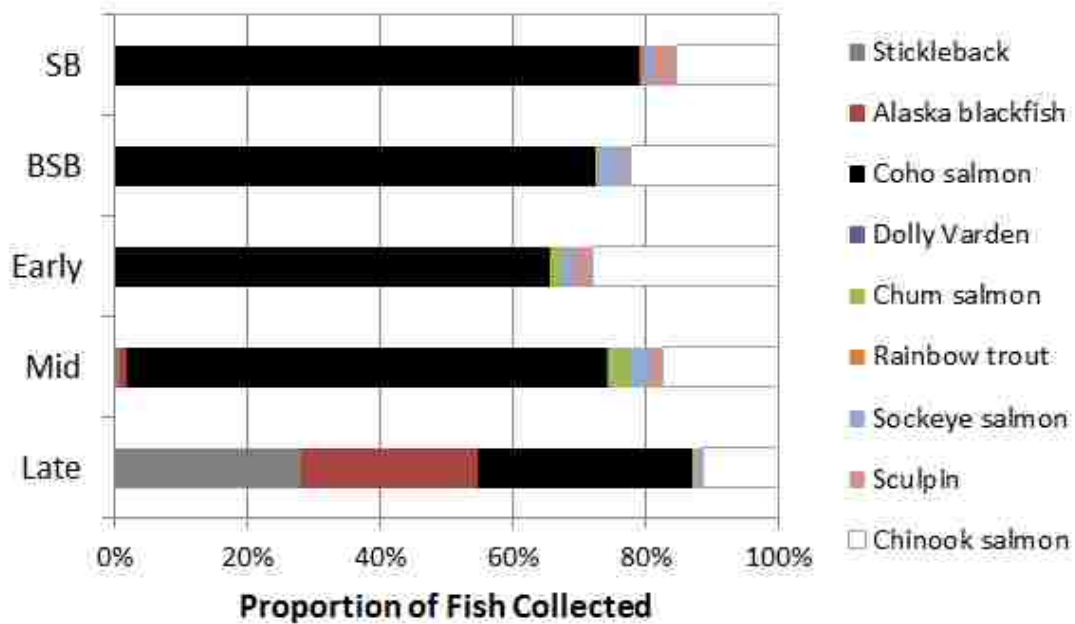 SB
BSB
Early
Mid
Late
0% 20% 40% 60% 80% 100%
Proportion of Fish Collected
Stickleback
Alaska blackfish
Coho salmon
Dolly Varden
Chum salmon
Rainbow trout
Sockeye salmon
Sculpin
Chinook salmon